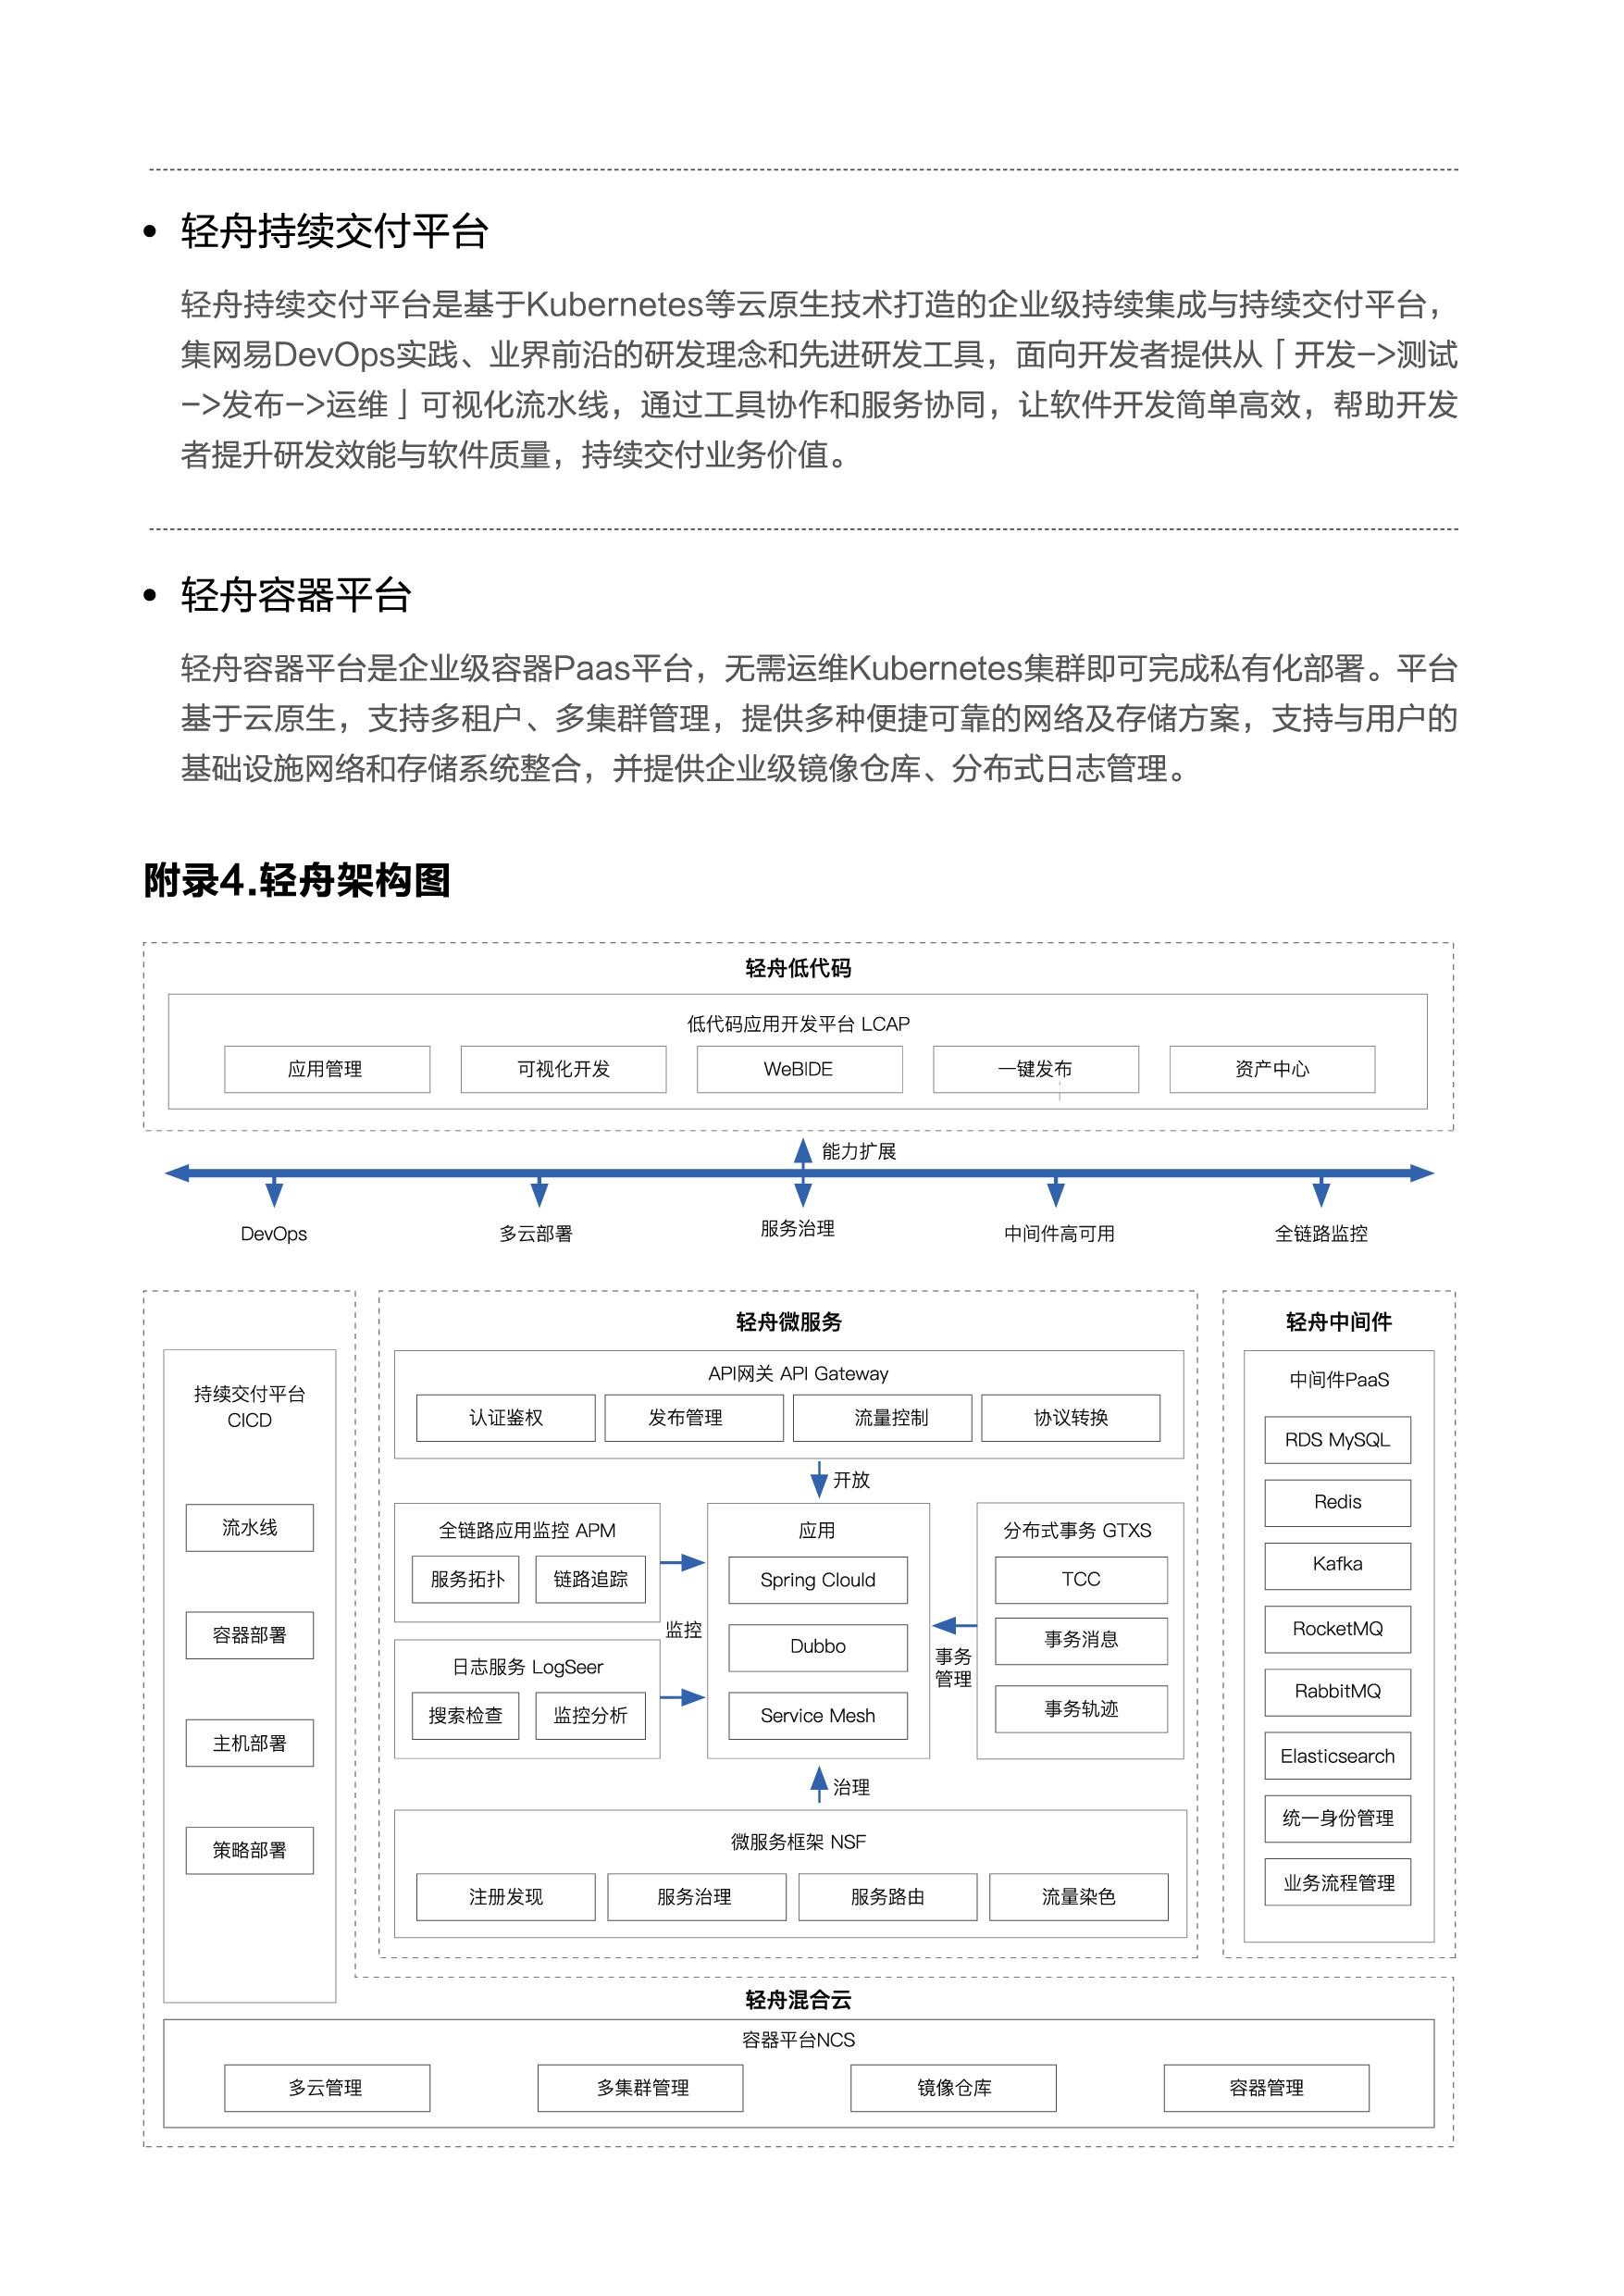 • 轻舟持续交付平台
轻舟持续交付平台是基于Kubernetes等云原生技术打造的企业级持续集成与持续交付平台，
集网易DevOps实践、业界前沿的研发理念和先进研发工具，面向开发者提供从「开发–>测试
–>发布–>运维」可视化流水线，通过工具协作和服务协同，让软件开发简单高效，帮助开发
者提升研发效能与软件质量，持续交付业务价值。
• 轻舟容器平台
轻舟容器平台是企业级容器Paas平台，无需运维Kubernetes集群即可完成私有化部署。平台
基于云原生，支持多租户、多集群管理，提供多种便捷可靠的网络及存储方案，支持与用户的
基础设施网络和存储系统整合，并提供企业级镜像仓库、分布式日志管理。
附录4.轻舟架构图
轻舟低代码
低代码应用开发平台 LCAP
应用管理
可视化开发
WeBIDE
一键发布
资产中心
能力扩展
DevOps
多云部署
服务治理
中间件高可用
全链路监控
持续交付平台
CICD
流水线
容器部署
主机部署
策略部署
轻舟微服务
API网关 API Gateway
认证鉴权
发布管理
流量控制
协议转换
开放
全链路应用监控 APM
服务拓扑
链路追踪
监控
日志服务 LogSeer
搜索检查
监控分析
应用
Spring Clould
Dubbo
Service Mesh
事务
管理
分布式事务 GTXS
TCC
事务消息
事务轨迹
治理
微服务框架 NSF
注册发现
服务治理
服务路由
流量染色
轻舟中间件
中间件PaaS
RDS MySQL
Redis
Kafka
RocketMQ
RabbitMQ
Elasticsearch
统一身份管理
业务流程管理
轻舟混合云
容器平台NCS
多云管理
多集群管理
镜像仓库
容器管理